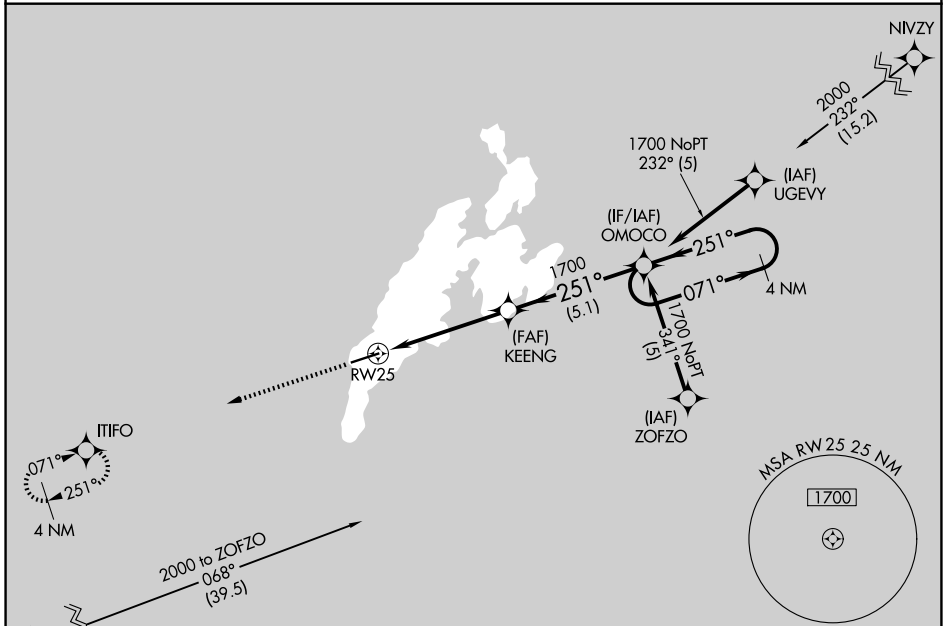 NIVZY
2000
232°
(15.2)
1700 NoPT
232° (5)
(IAF)
UGEVY
(IF/IAF)
OMOCO
251°
071°
4 NM
1700
251°
(5.1)
(FAF)
KEENG
1700 NoPT
341°
(5)
RW25
(IAF)
ZOFZO
ITIFO
071°
251°
4 NM
MSA RW25 25 NM
1700
2000 to ZOFZO
068°
(39.5)